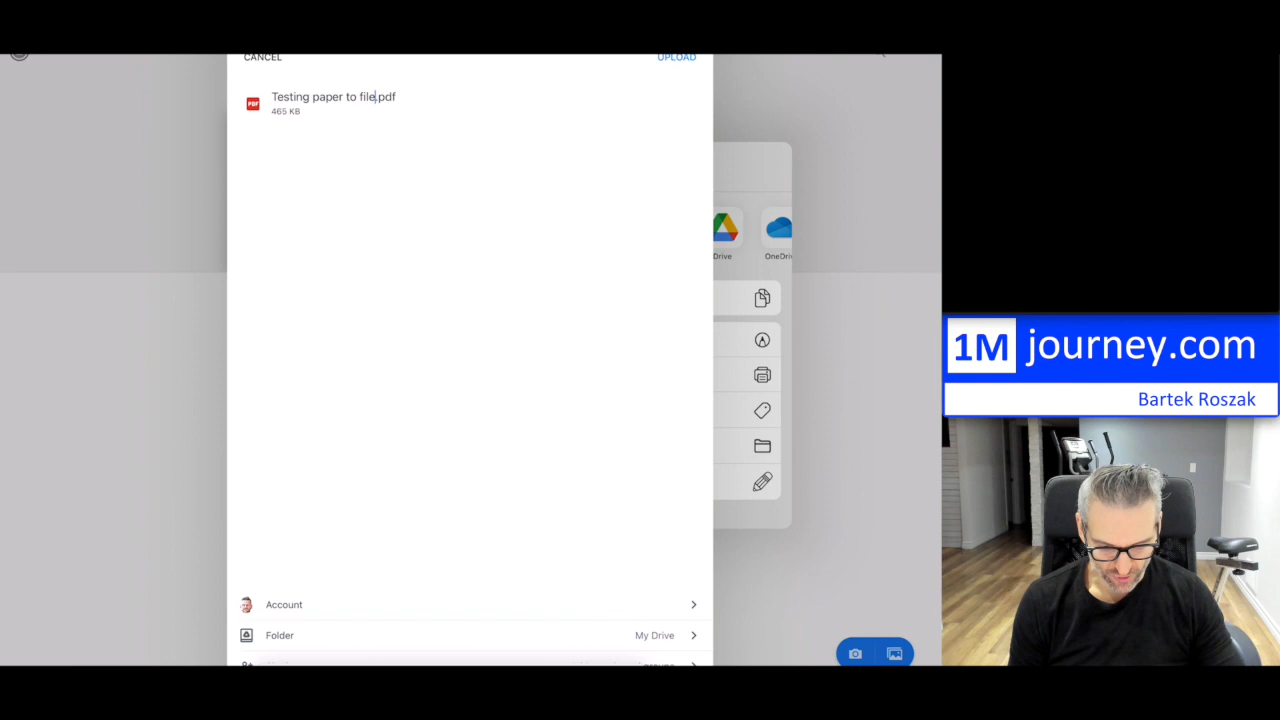 CANCEL
UPLOAD
PDF
Testing paper to file.pdf
465 KB
Drive
OneDri
1M journey.com
Bartek Roszak
Account
Folder
My Drive